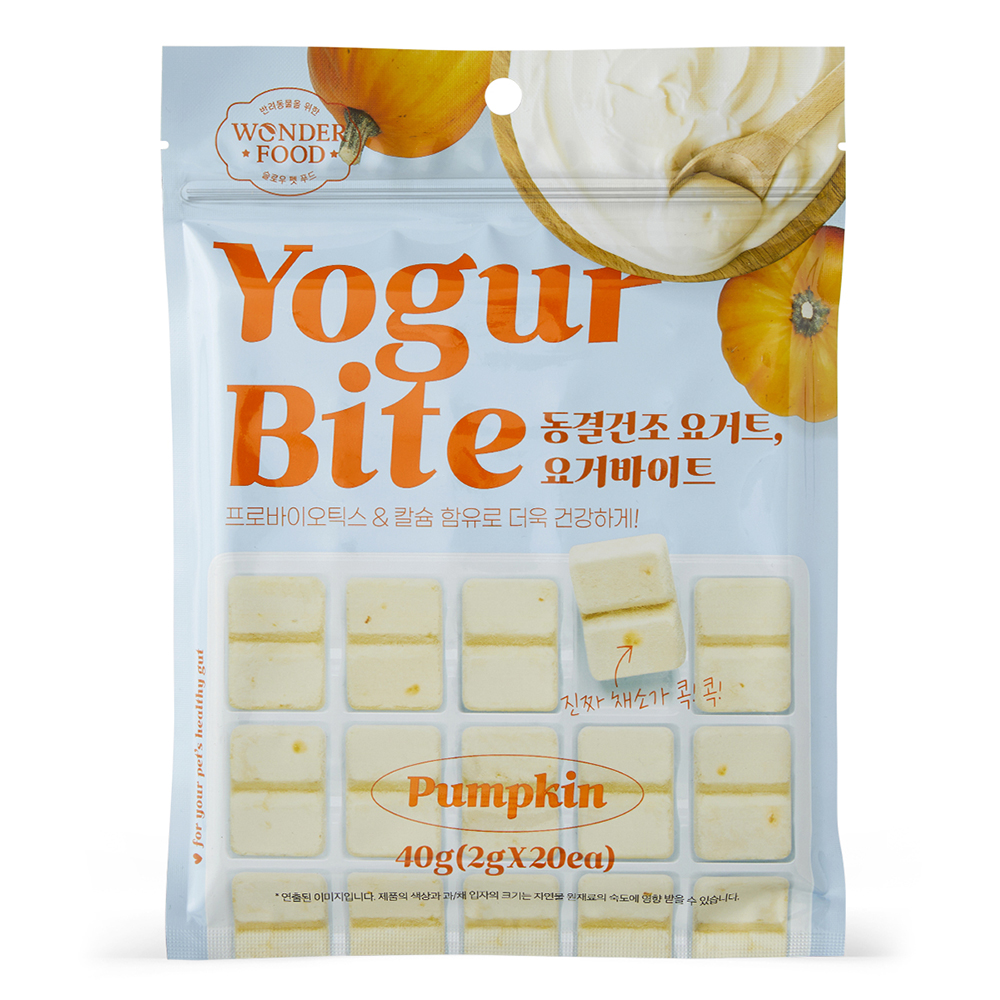 반려동물을 위한
WONDER
FOOD
슬로우 펫 푸드
Yogur
Bite
동결건조 요거트,
요거바이트
프로바이오틱스 & 칼슘 함유로 더욱 건강하게!
진짜 채소가 콕! 콕!
for your pet's healthy gut
Pumpkin
40g(2gX20ea)
* 연출된 이미지입니다. 제품의 색상과 과/채 입자의 크기는 자연물 원재료의 숙도에 영향 받을 수 있습니다.